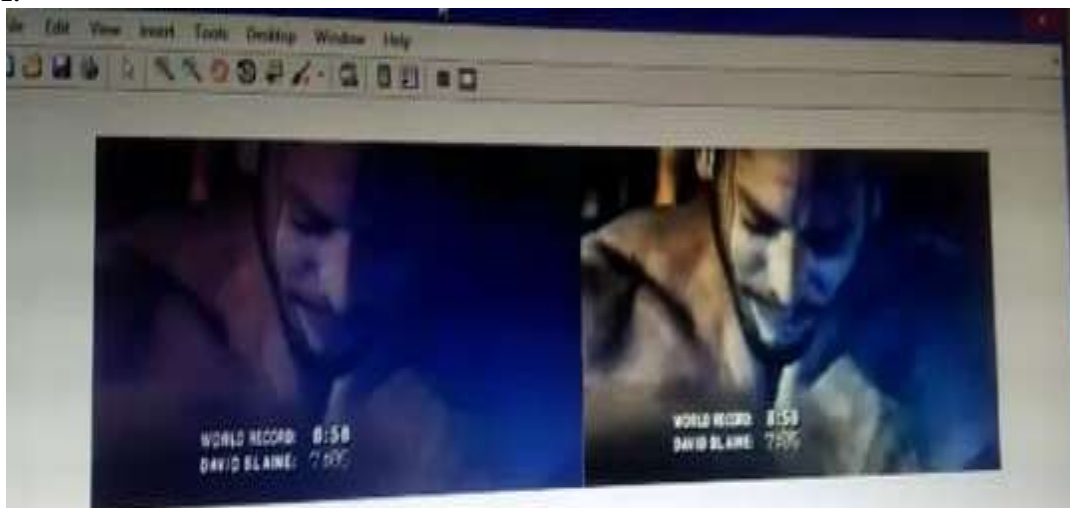 Edit View Insert Tools Desktop Window Help
WORLD RECORD: 8:58
DAVID BLAINE:
WORLD RECORD: 8:58
DAVID BLAINE: